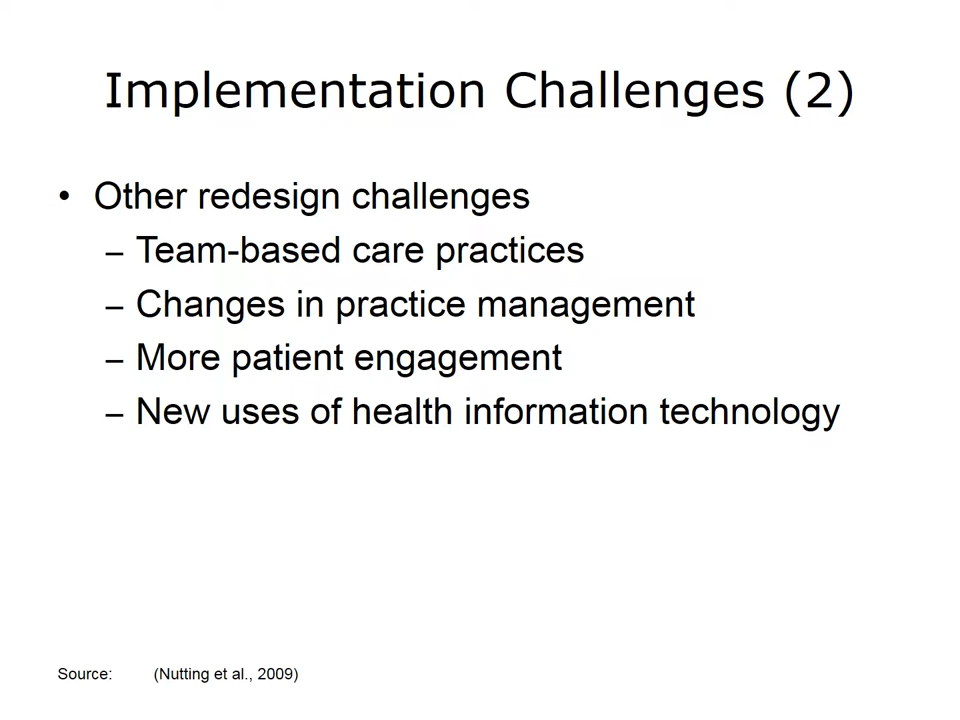 Implementation Challenges (2)
• Other redesign challenges
– Team-based care practices
– Changes in practice management
– More patient engagement
– New uses of health information technology
Source: (Nutting et al., 2009)